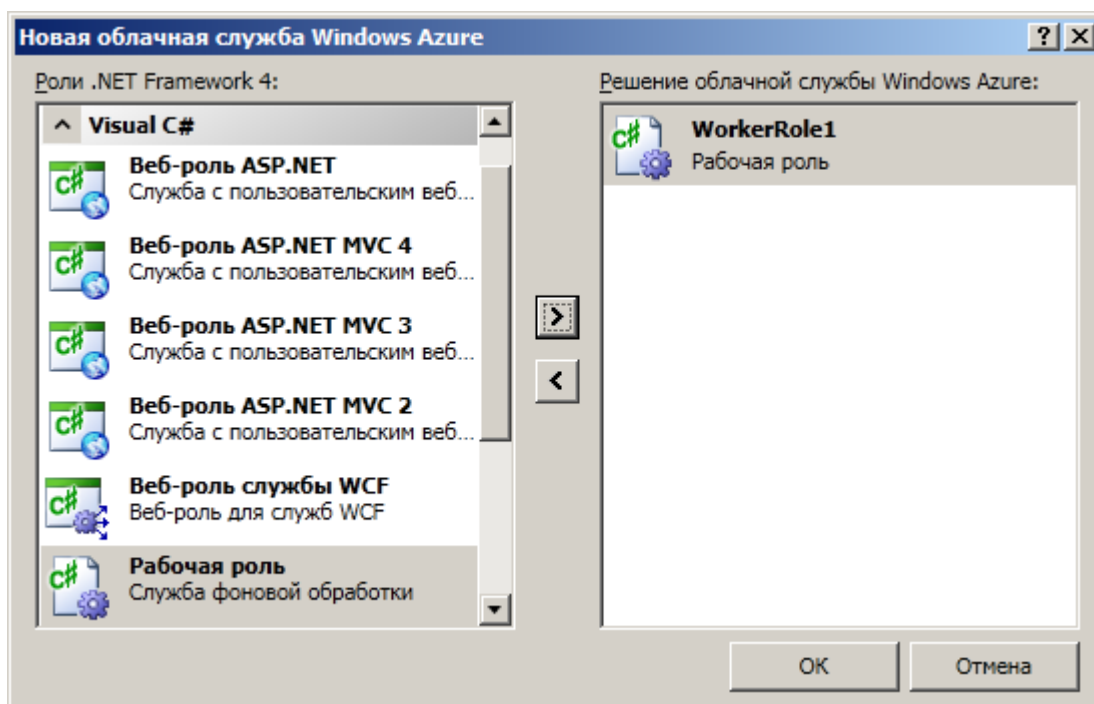 Новая облачная служба Windows Azure
Роли .NET Framework 4:
Visual C#
Веб-роль ASP.NET
Служба с пользовательским веб...
Веб-роль ASP.NET MVC 4
Служба с пользовательским веб...
Веб-роль ASP.NET MVC 3
Служба с пользовательским веб...
Веб-роль ASP.NET MVC 2
Служба с пользовательским веб...
Веб-роль службы WCF
Веб-роль для служб WCF
Рабочая роль
Служба фоновой обработки
Решение облачной службы Windows Azure:
WorkerRole1
Рабочая роль
ОК
Отмена